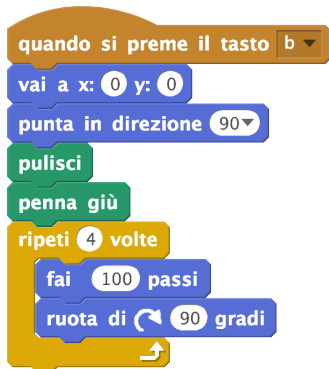 quando si preme il tasto b
vai a x: 0 y: 0
punta in direzione 90
pulisci
penna giù
ripeti 4 volte
fai 100 passi
ruota di 90 gradi